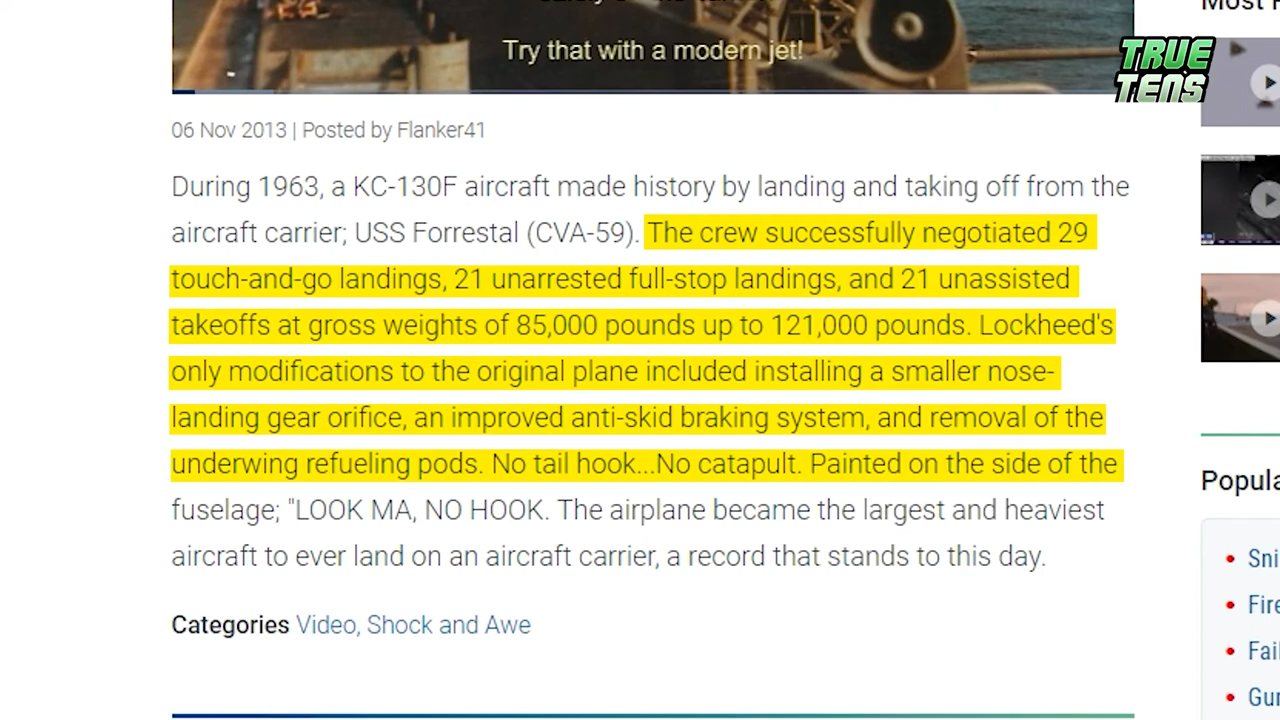 Try that with a modern jet!
TRUE
TENS
06 Nov 2013 | Posted by Flanker41
During 1963, a KC-130F aircraft made history by landing and taking off from the
aircraft carrier; USS Forrestal (CVA-59). The crew successfully negotiated 29
touch-and-go landings, 21 unarrested full-stop landings, and 21 unassisted
takeoffs at gross weights of 85,000 pounds up to 121,000 pounds. Lockheed's
only modifications to the original plane included installing a smaller nose-
landing gear orifice, an improved anti-skid braking system, and removal of the
underwing refueling pods. No tail hook...No catapult. Painted on the side of the
fuselage; "LOOK MA, NO HOOK. The airplane became the largest and heaviest
aircraft to ever land on an aircraft carrier, a record that stands to this day.
Categories Video, Shock and Awe
Most
Popula
Sni
Fire
Fail
Gun